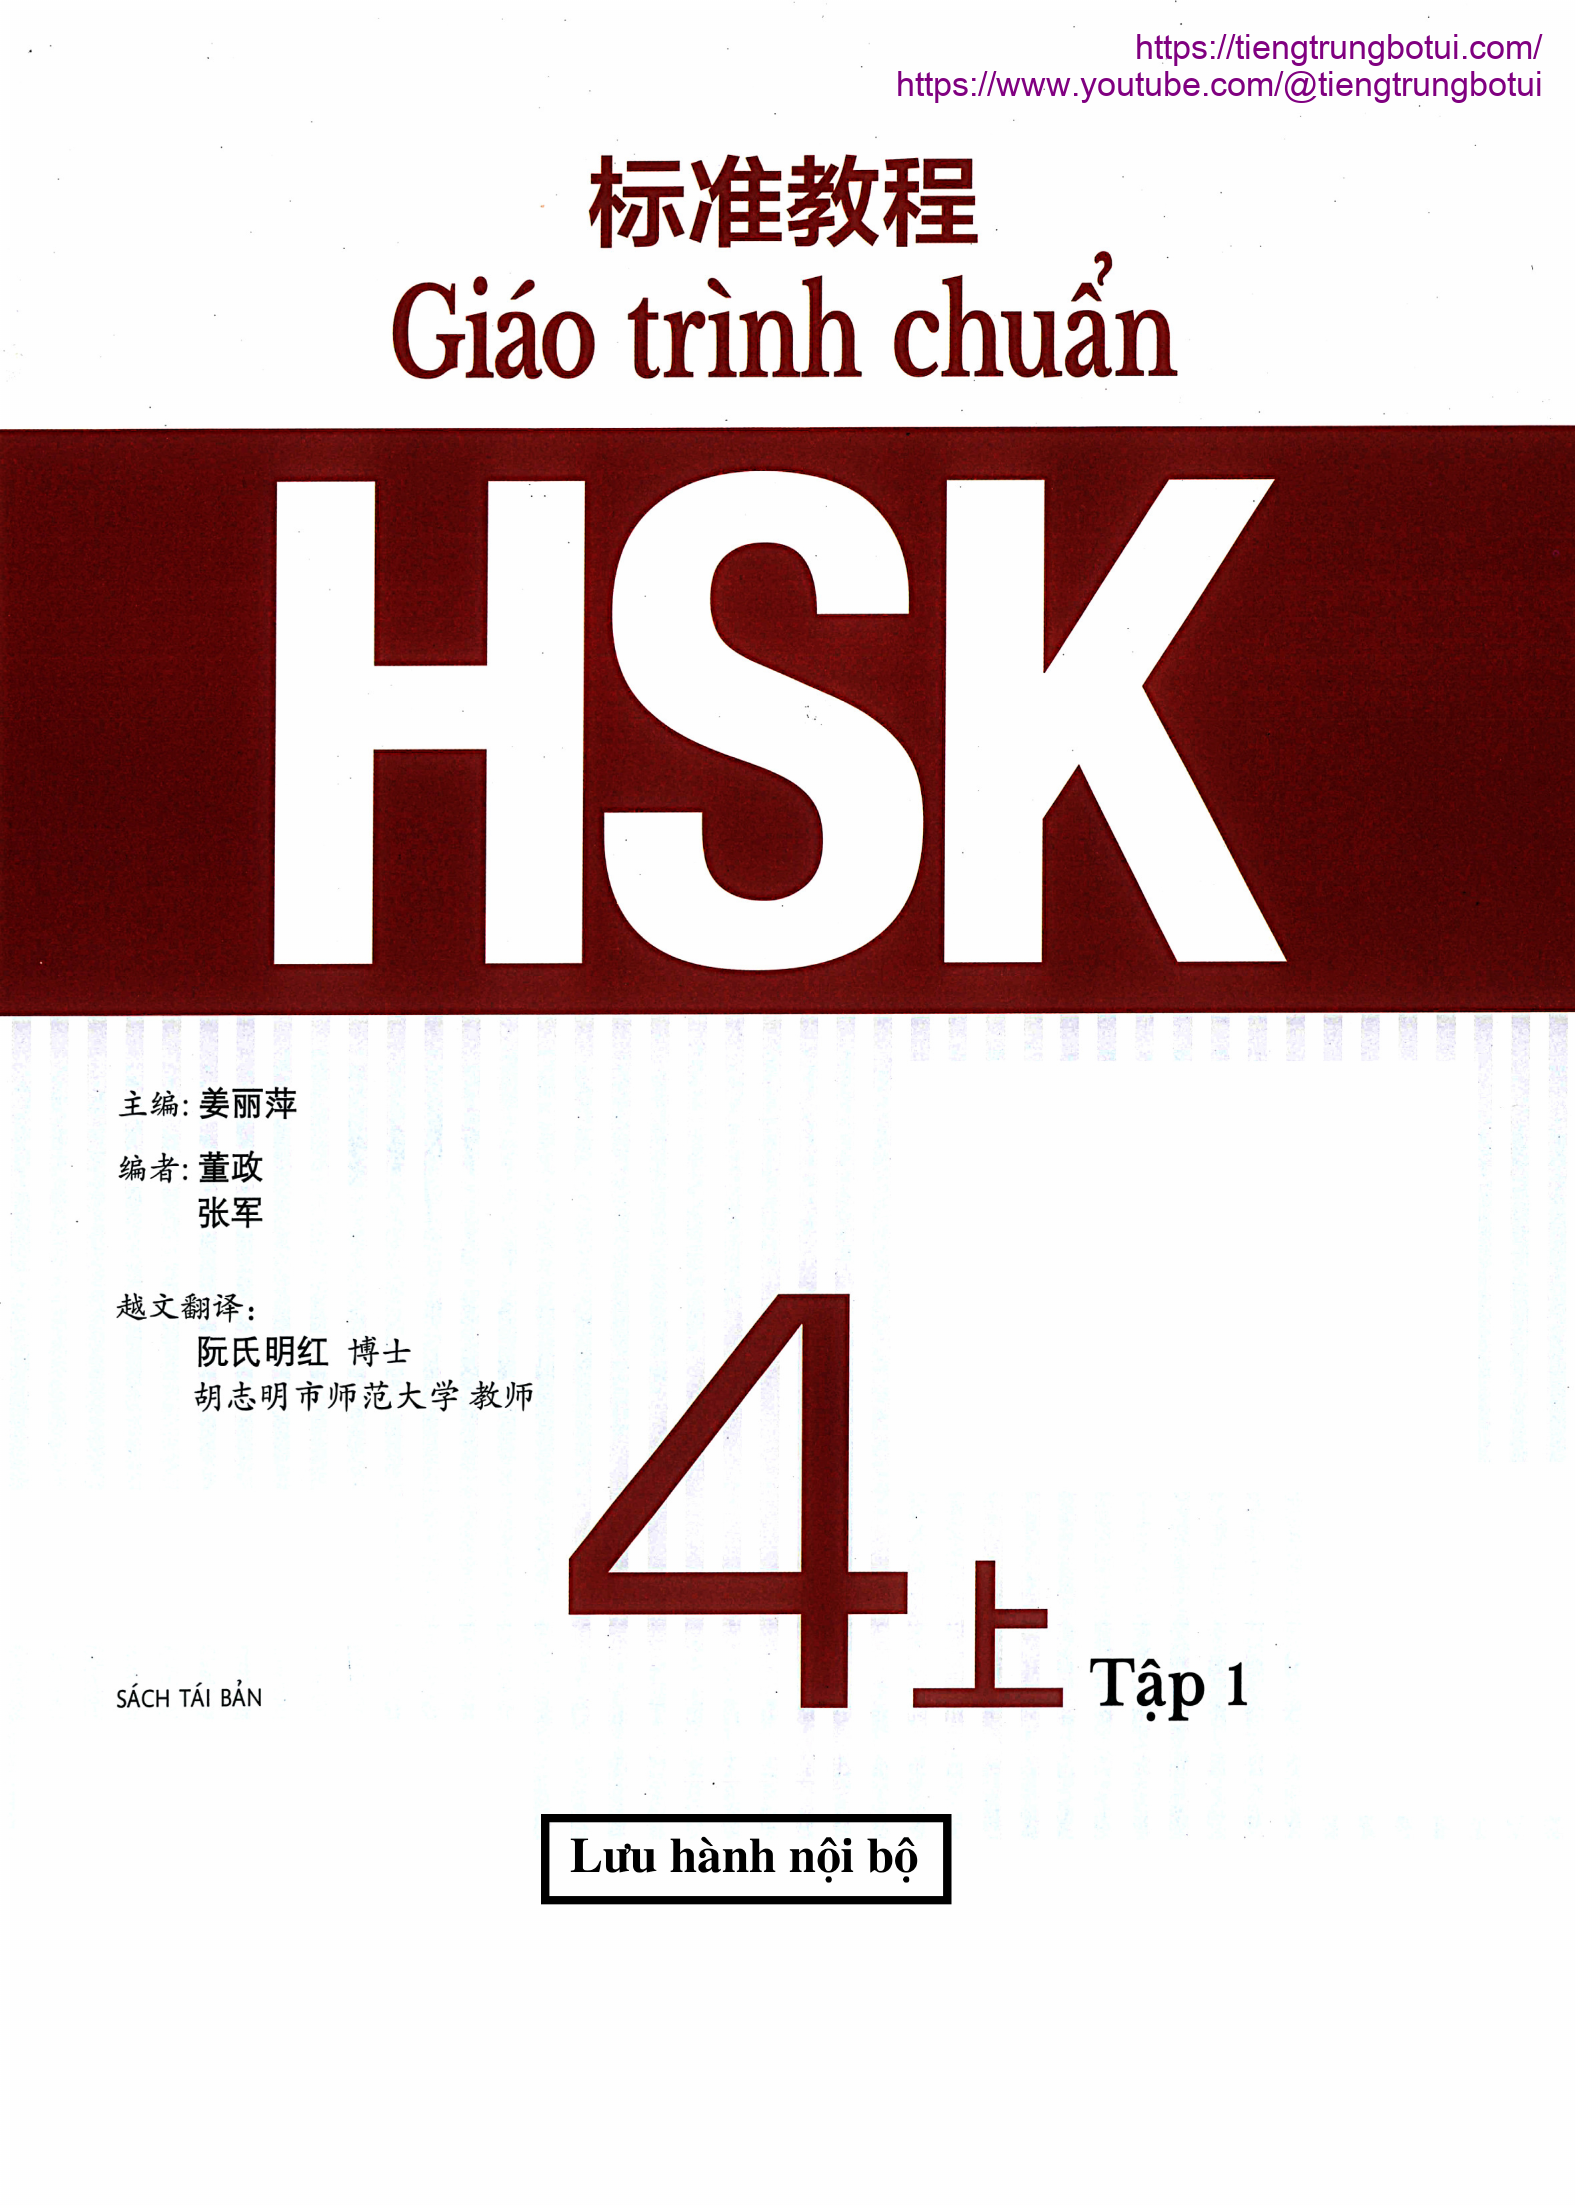 https://tiengtrungbotui.com/
https://www.youtube.com/@tiengtrungbotui
标准教程
Giáo trình chuẩn
HSK
主编: 姜丽萍
编者: 董政
张军
越文翻译:
阮氏明红 博士
胡志明市师范大学 教师
4上 Tập 1
SÁCH TÁI BẢN
Lưu hành nội bộ